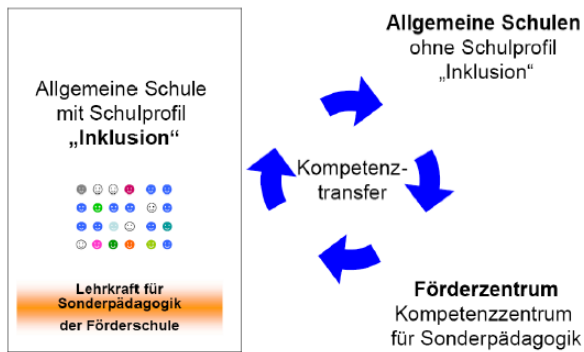 Allgemeine Schule
mit Schulprofil
„Inklusion“
Lehrkraft für
Sonderpädagogik
der Förderschule
Kompetenz-
transfer
Allgemeine Schulen
ohne Schulprofil
„Inklusion“
Förderzentrum
Kompetenzzentrum
für Sonderpädagogik